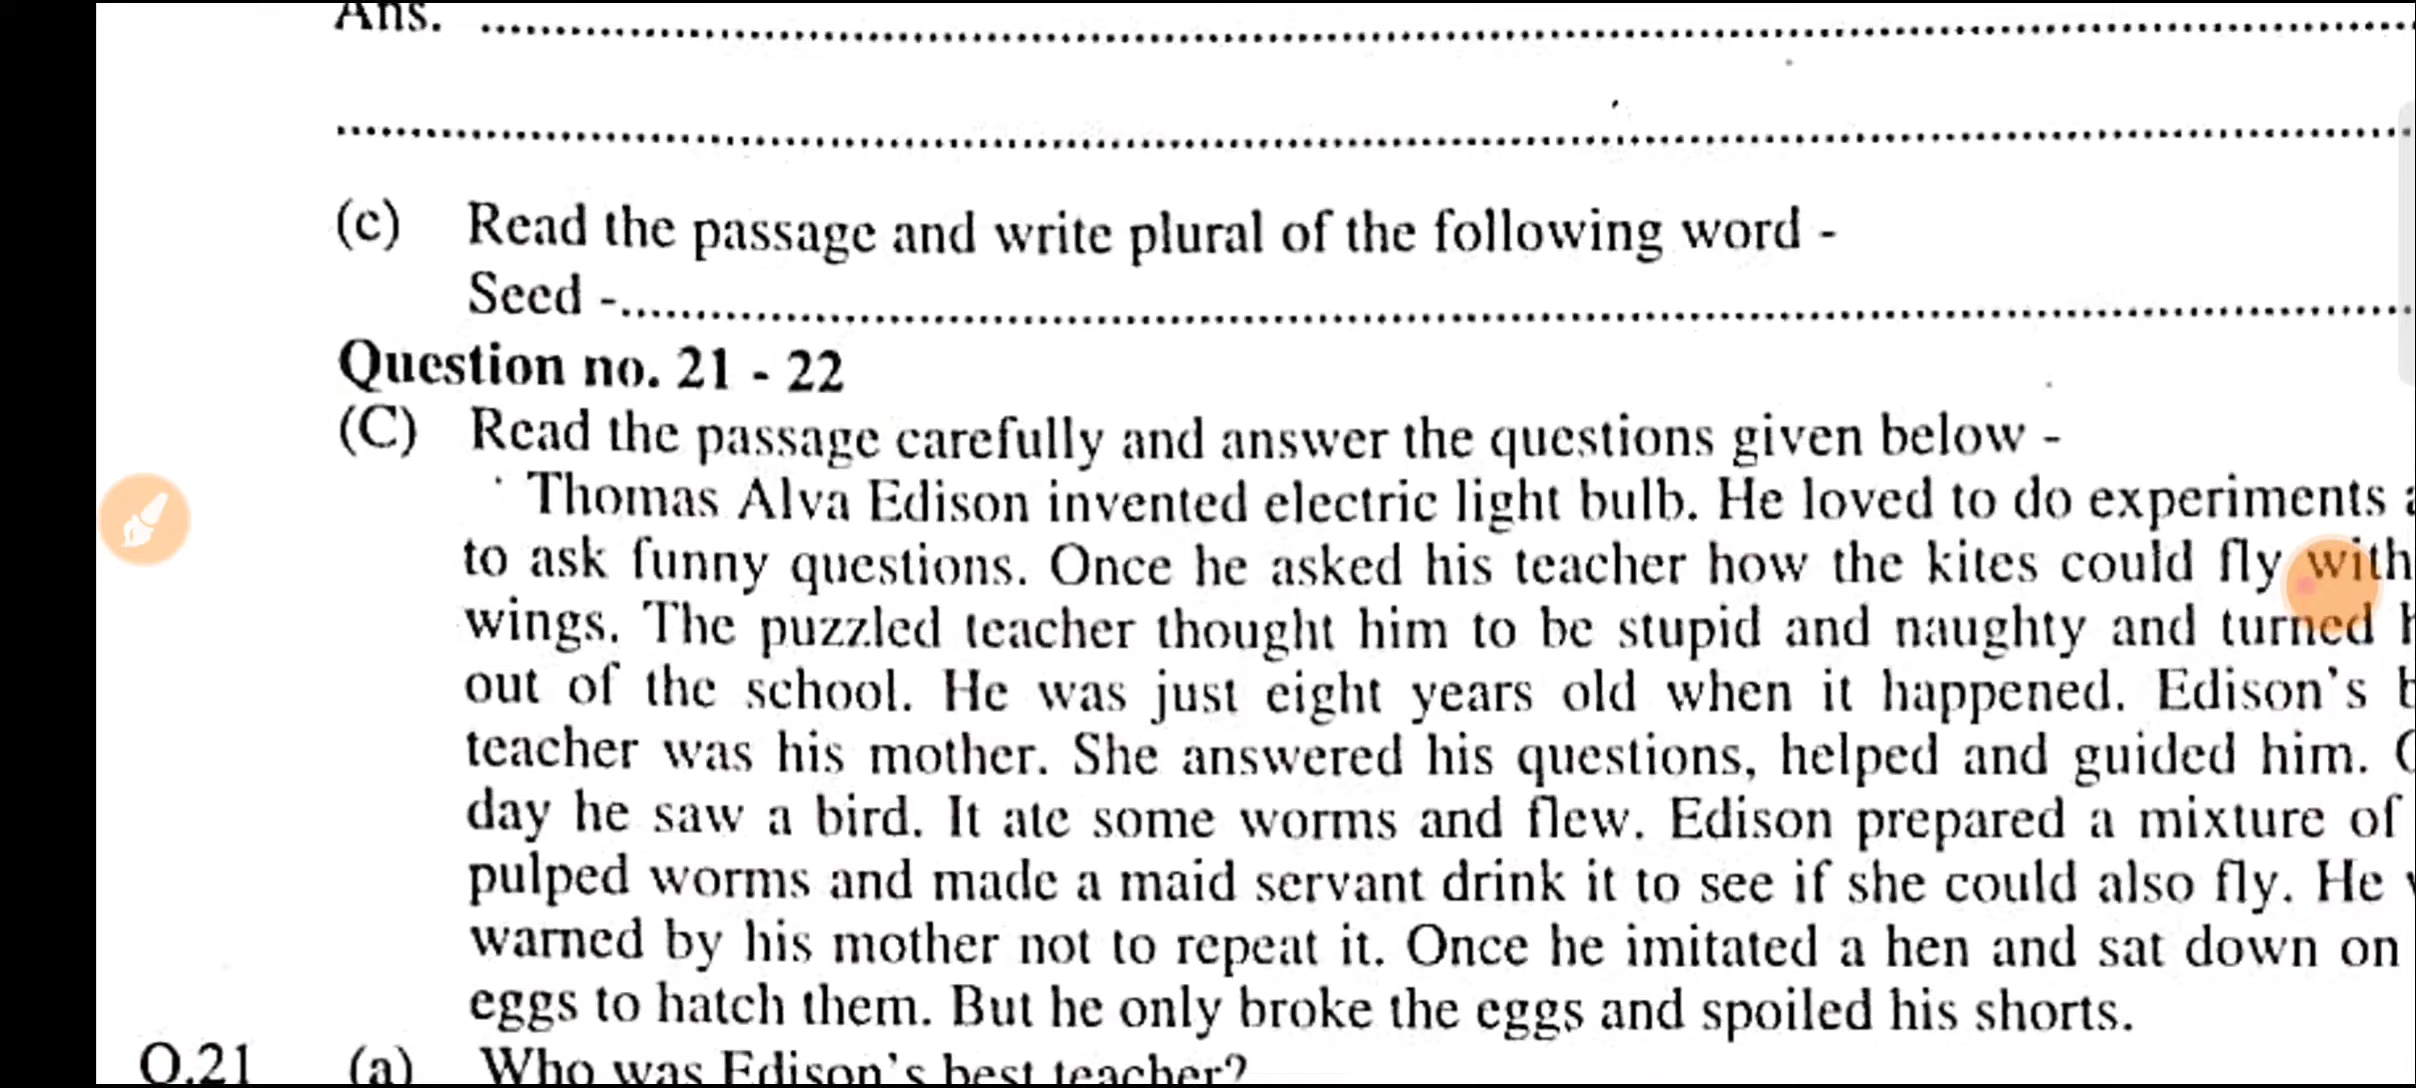 Ans. ................................................................
................................................................
(c) Read the passage and write plural of the following word -
Seed -................................................................
Question no. 21 - 22
(C) Read the passage carefully and answer the questions given below -
Thomas Alva Edison invented electric light bulb. He loved to do experiments
to ask funny questions. Once he asked his teacher how the kites could fly with
wings. The puzzled teacher thought him to be stupid and naughty and turned
out of the school. He was just eight years old when it happened. Edison's
teacher was his mother. She answered his questions, helped and guided him.
day he saw a bird. It ate some worms and flew. Edison prepared a mixture of
pulped worms and made a maid servant drink it to see if she could also fly. He
warned by his mother not to repeat it. Once he imitated a hen and sat down on
eggs to hatch them. But he only broke the eggs and spoiled his shorts.
Q.21 (a) Who was Edison's best teacher?